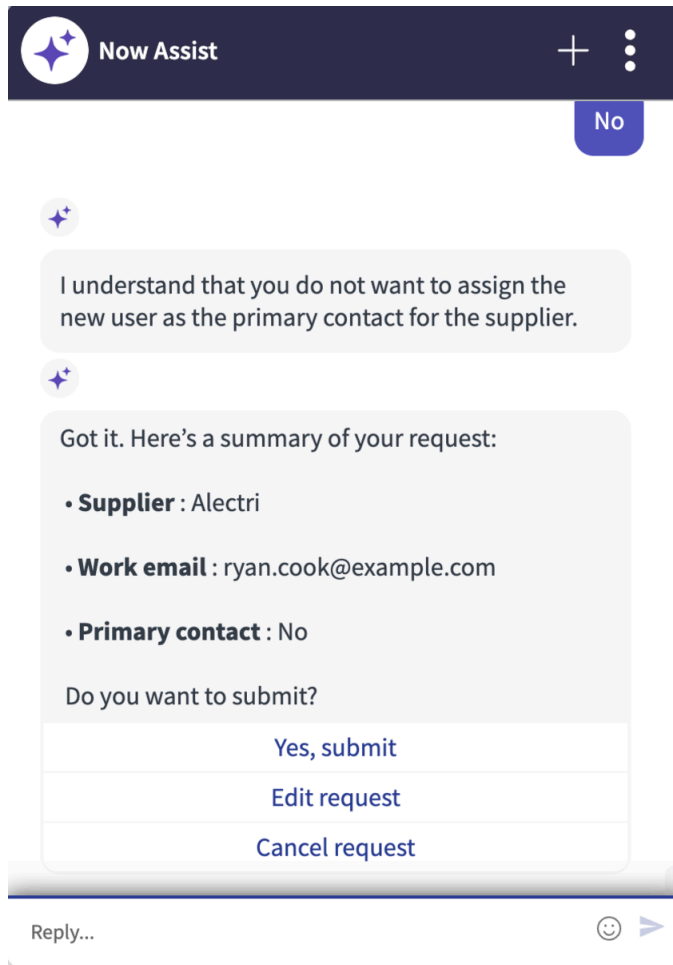 Now Assist
No
I understand that you do not want to assign the
new user as the primary contact for the supplier.
Got it. Here’s a summary of your request:
• Supplier : Alectri
• Work email : ryan.cook@example.com
• Primary contact : No
Do you want to submit?
Yes, submit
Edit request
Cancel request
Reply...